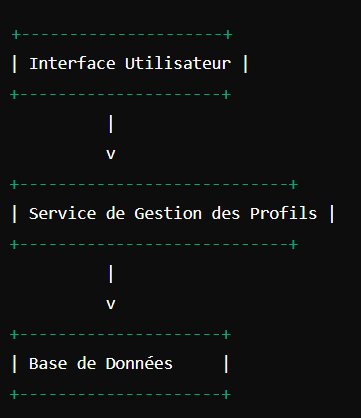 +---------------------+
| Interface Utilisateur |
+---------------------+
|
v
+----------------------------+
| Service de Gestion des Profils |
+----------------------------+
|
v
+---------------------+
| Base de Données     |
+---------------------+